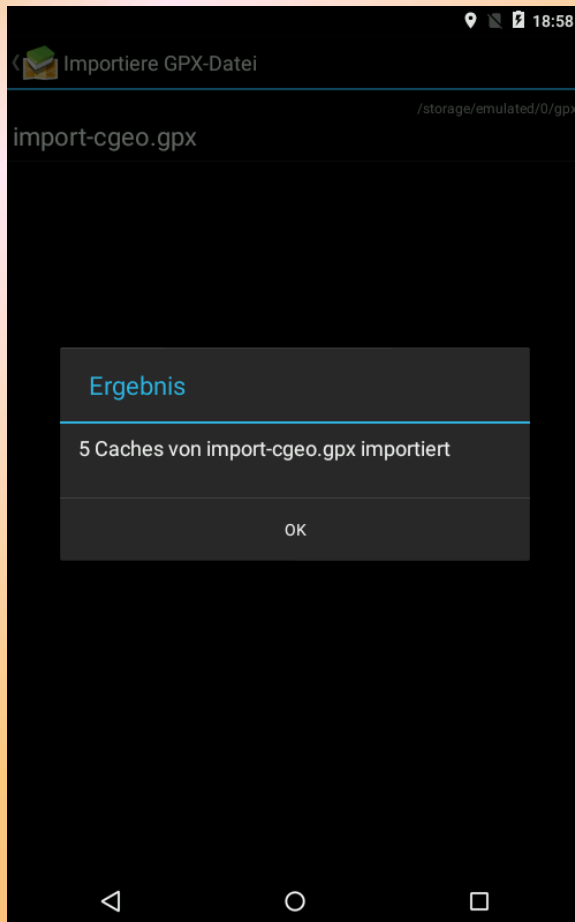 18:58
Importiere GPX-Datei
/storage/emulated/0/gpx
import-cgeo.gpx
Ergebnis
5 Caches von import-cgeo.gpx importiert
OK